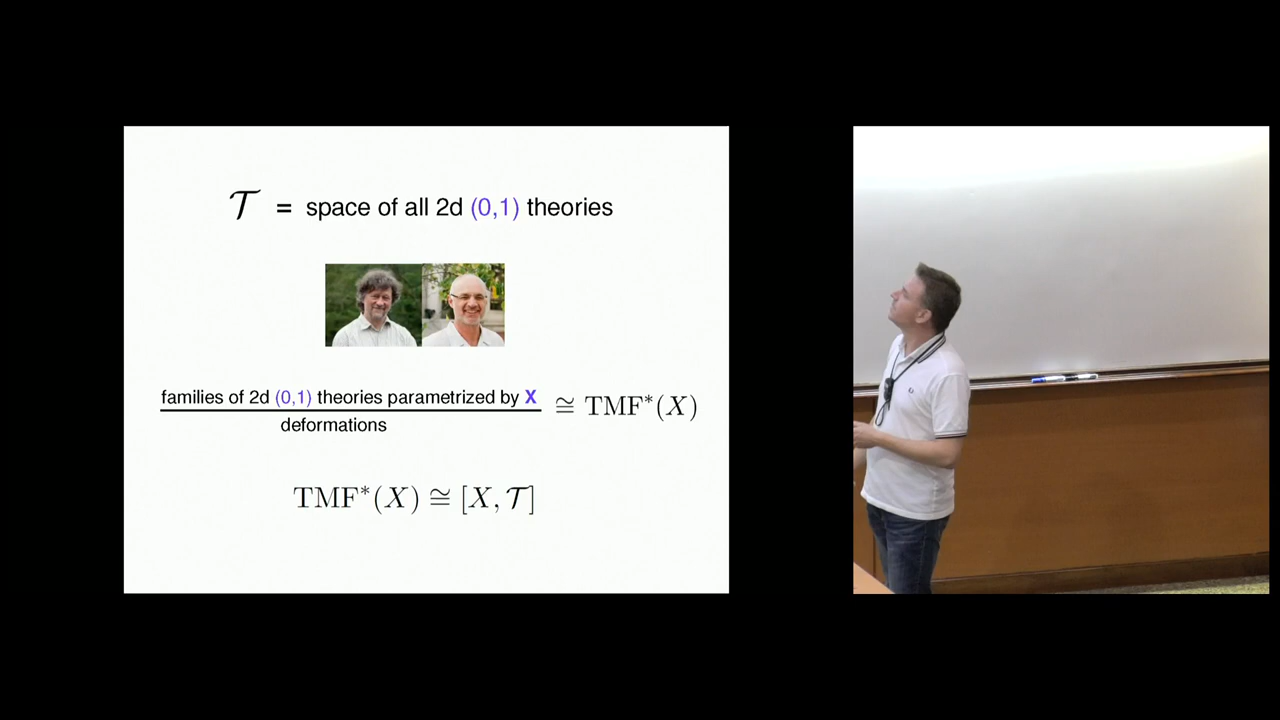 𝒯 = space of all 2d (0,1) theories
families of 2d (0,1) theories parametrized by X
deformations
≅ TMF*(X)
TMF*(X) ≅ [X, 𝒯]